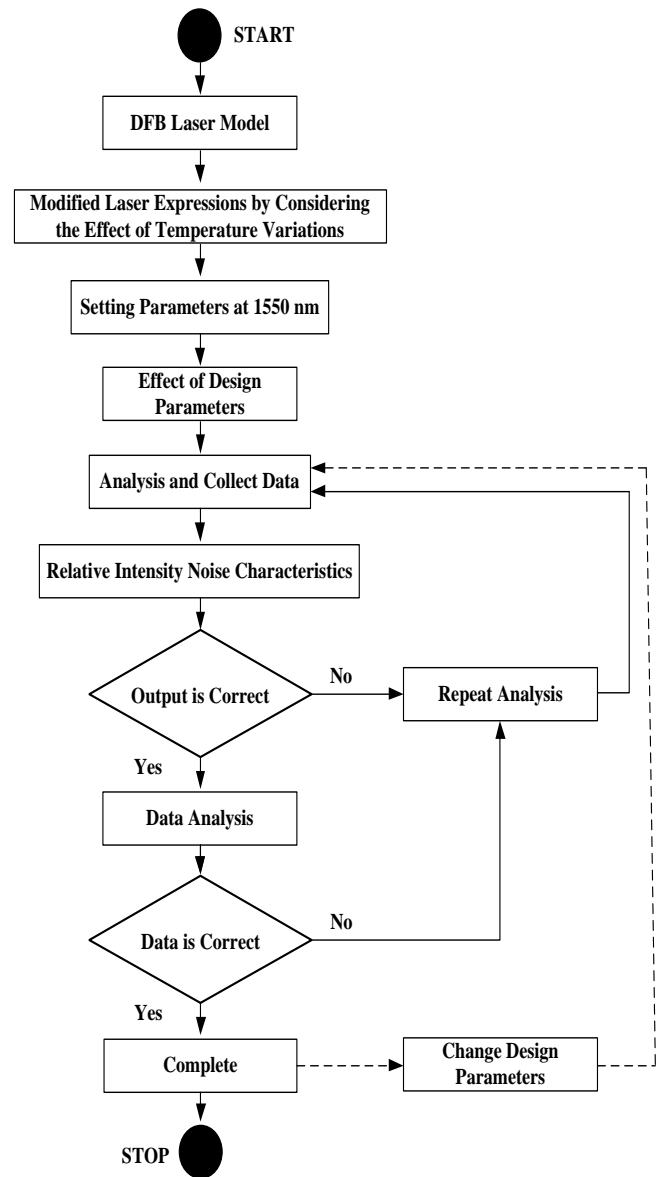 START
DFB Laser Model
Modified Laser Expressions by Considering
the Effect of Temperature Variations
Setting Parameters at 1550 nm
Effect of Design
Parameters
Analysis and Collect Data
Relative Intensity Noise Characteristics
Output is Correct
No
Repeat Analysis
Yes
Data Analysis
Data is Correct
No
Yes
Complete
Change Design
Parameters
STOP